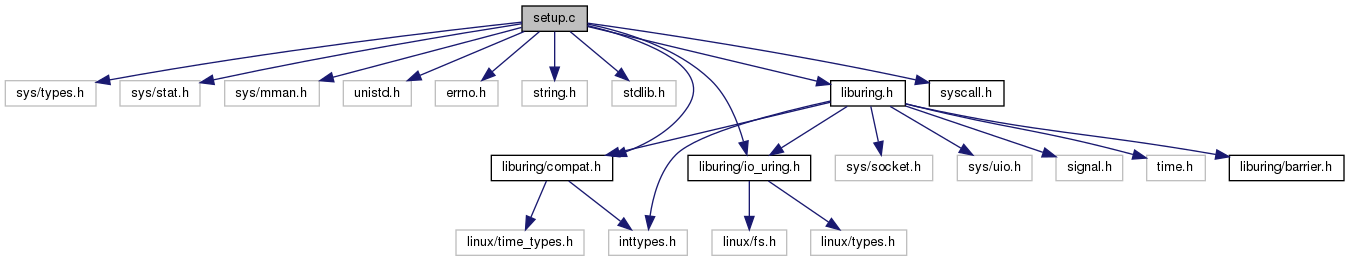 setup.c
sys/types.h
sys/stat.h
sys/mman.h
unistd.h
errno.h
string.h
stdlib.h
liburing.h
syscall.h
liburing/compat.h
liburing/io_uring.h
sys/socket.h
sys/uio.h
signal.h
time.h
liburing/barrier.h
linux/time_types.h
inttypes.h
linux/fs.h
linux/types.h